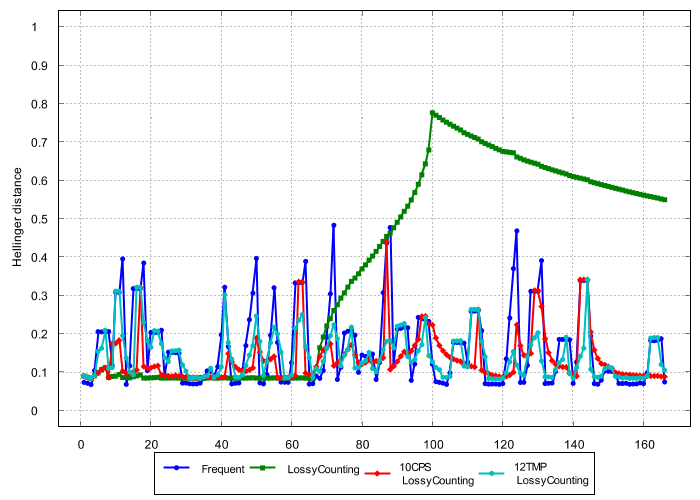 1
0.9
0.8
0.7
0.6
0.5
0.4
0.3
0.2
0.1
0
Hellinger distance
0 20 40 60 80 100 120 140 160
Frequent LossyCounting 10CPS 12TMP
LossyCounting LossyCounting